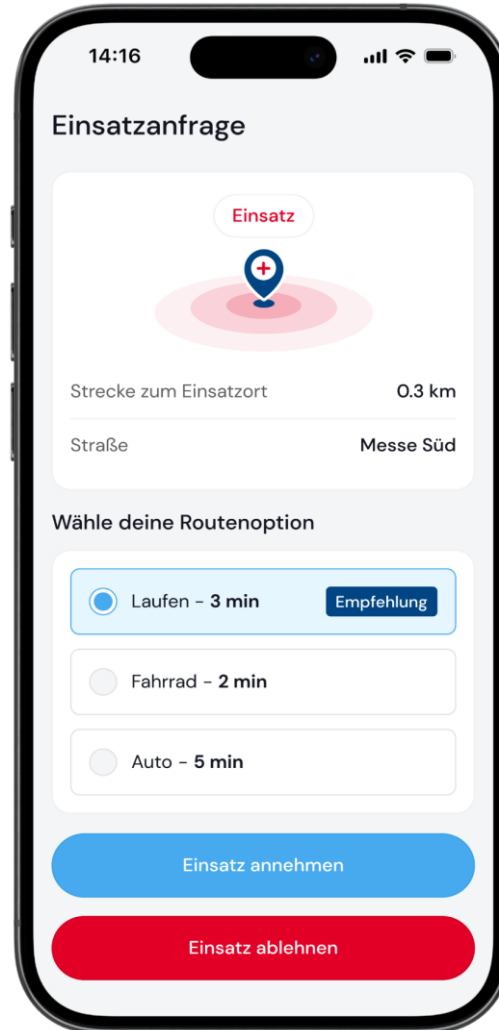 14:16
Einsatzanfrage
Einsatz
Strecke zum Einsatzort 0.3 km
Straße Messe Süd
Wähle deine Routenoption
Laufen - 3 min Empfehlung
Fahrrad - 2 min
Auto - 5 min
Einsatz annehmen
Einsatz ablehnen